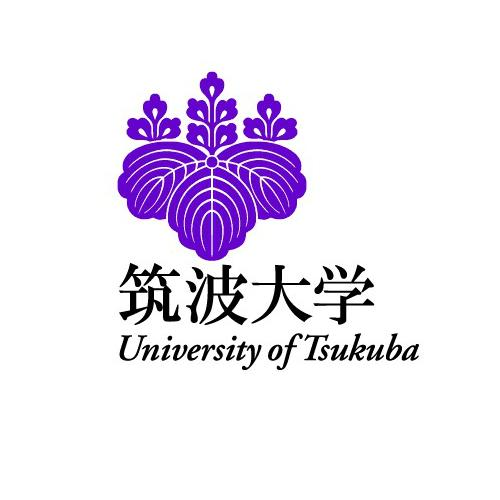 筑波大学
University of Tsukuba